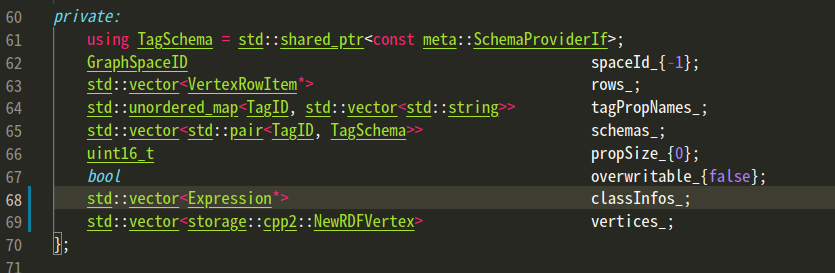 60 private:
61 using TagSchema = std::shared_ptr<const meta::SchemaProviderIf>;
62 GraphSpaceID spaceId_{-1};
63 std::vector<VertexRowItem*> rows_;
64 std::unordered_map<TagID, std::vector<std::string>> tagPropNames_;
65 std::vector<std::pair<TagID, TagSchema>> schemas_;
66 uint16_t propSize_{0};
67 bool overwritable_{false};
68 std::vector<Expression*> classInfos_;
69 std::vector<storage::cpp2::NewRDFVertex> vertices_;
70 };
71